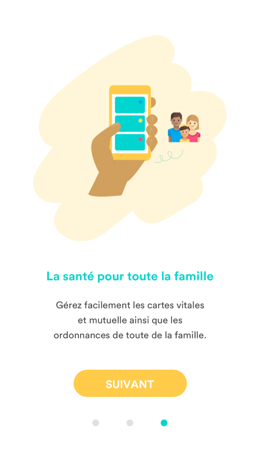 La santé pour toute la famille
Gérez facilement les cartes vitales
et mutuelle ainsi que les
ordonnances de toute de la famille.
SUIVANT